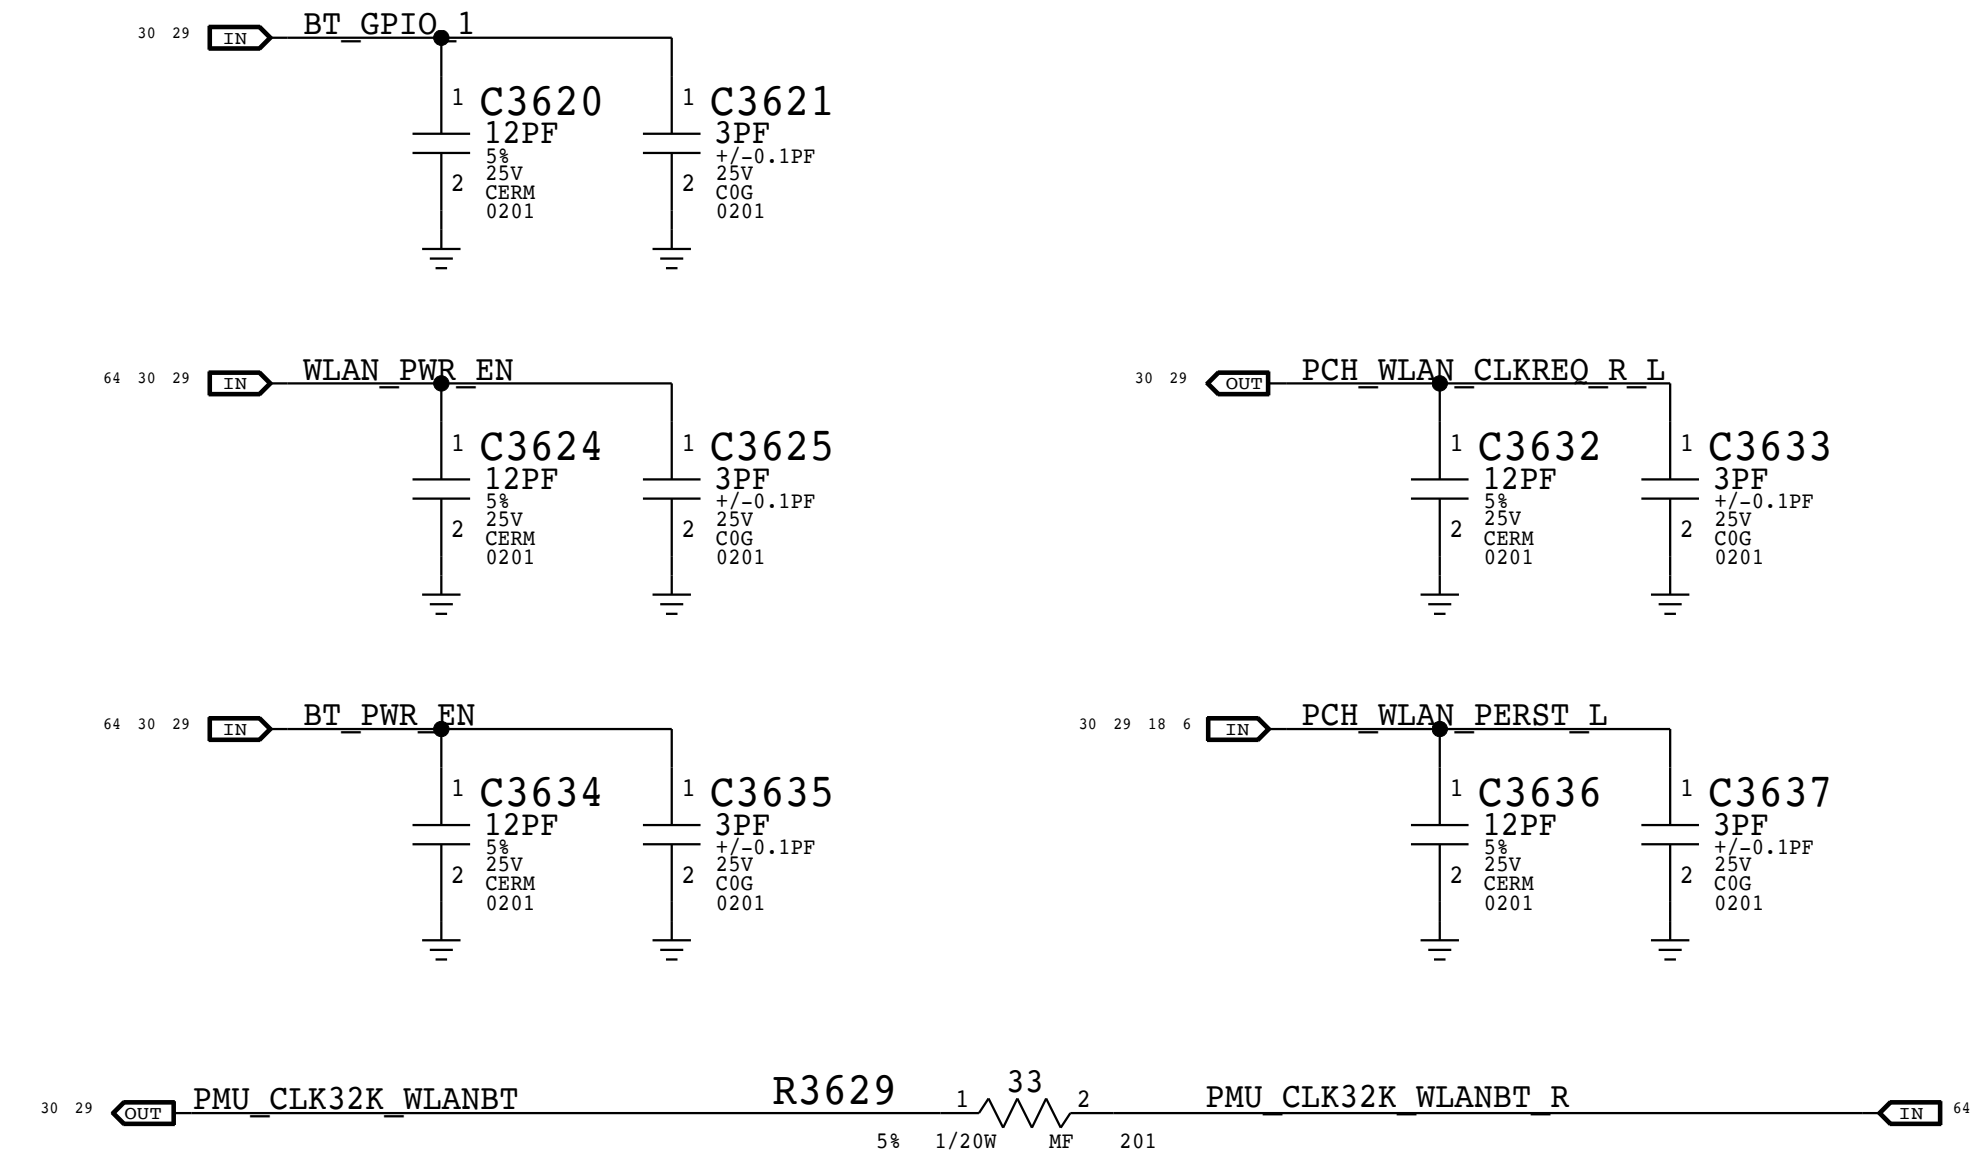 30 29 IN BT_GPIO_1
1 C3620 1 C3621
12PF 3PF
5% +/-0.1PF
25V 25V
2 CERM 2 C0G
0201 0201
64 30 29 IN WLAN_PWR_EN 30 29 OUT PCH_WLAN_CLKREQ_R_L
1 C3624 1 C3625 1 C3632 1 C3633
12PF 3PF 12PF 3PF
5% +/-0.1PF 5% +/-0.1PF
25V 25V 25V 25V
2 CERM 2 C0G 2 CERM 2 C0G
0201 0201 0201 0201
64 30 29 IN BT_PWR_EN 30 29 18 6 IN PCH_WLAN_PERST_L
1 C3634 1 C3635 1 C3636 1 C3637
12PF 3PF 12PF 3PF
5% +/-0.1PF 5% +/-0.1PF
25V 25V 25V 25V
2 CERM 2 C0G 2 CERM 2 C0G
0201 0201 0201 0201
30 29 OUT PMU_CLK32K_WLANBT R3629 1 33 2 PMU_CLK32K_WLANBT_R IN 64
5% 1/20W MF 201